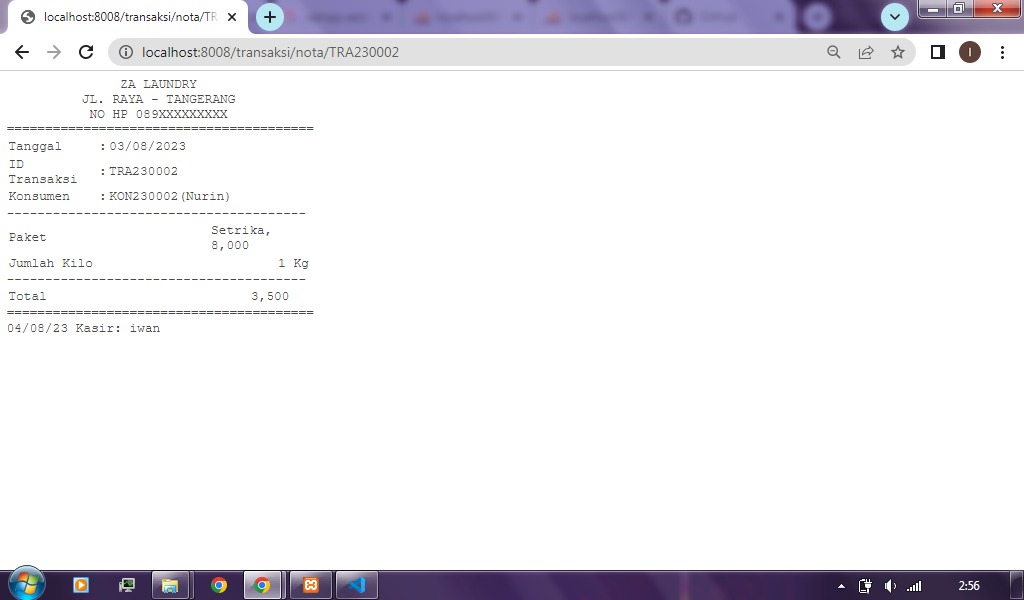 localhost:8008/transaksi/nota/TR
localhost:8008/transaksi/nota/TRA230002
I
ZA LAUNDRY
JL. RAYA - TANGERANG
NO HP 089XXXXXXXXX
========================================
Tanggal : 03/08/2023
ID
Transaksi : TRA230002
Konsumen : KON230002(Nurin)
---------------------------------------
Paket Setrika,
8,000
Jumlah Kilo 1 Kg
---------------------------------------
Total 3,500
========================================
04/08/23 Kasir: iwan
2:56